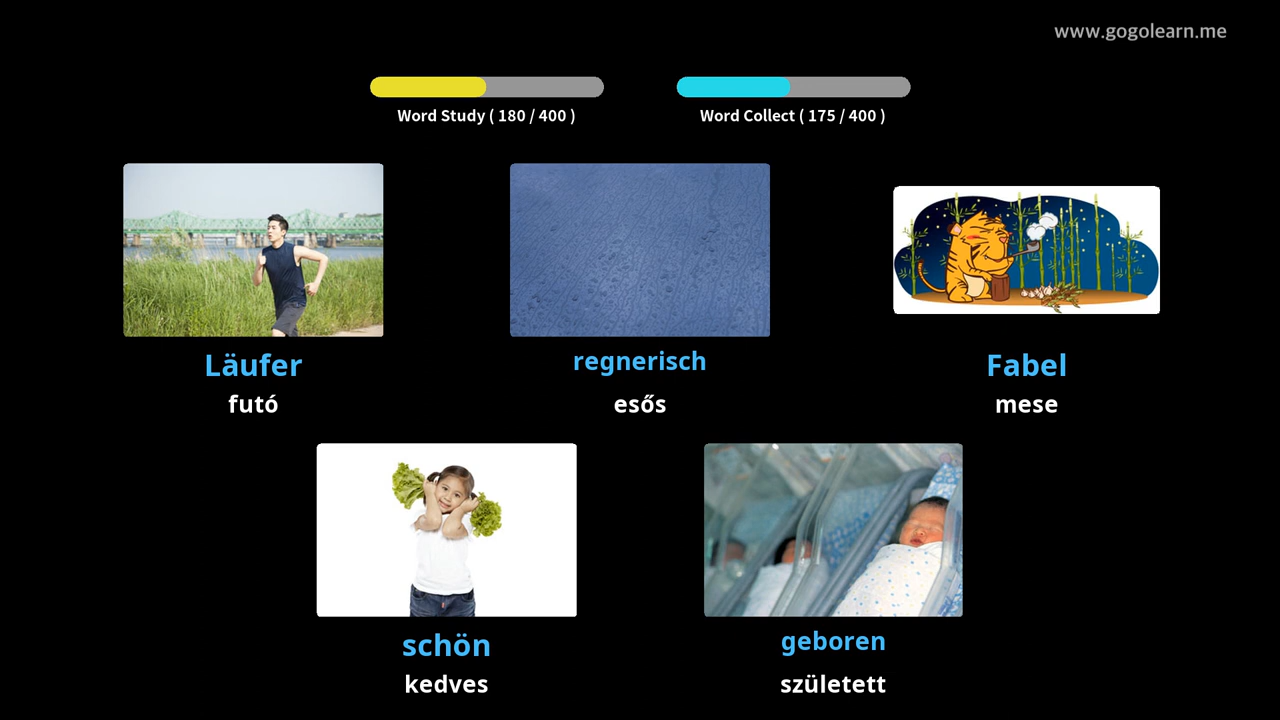 www.gogolearn.me
Word Study ( 180 / 400 )
Word Collect ( 175 / 400 )
Läufer
futó
regnerisch
esős
Fabel
mese
schön
kedves
geboren
született